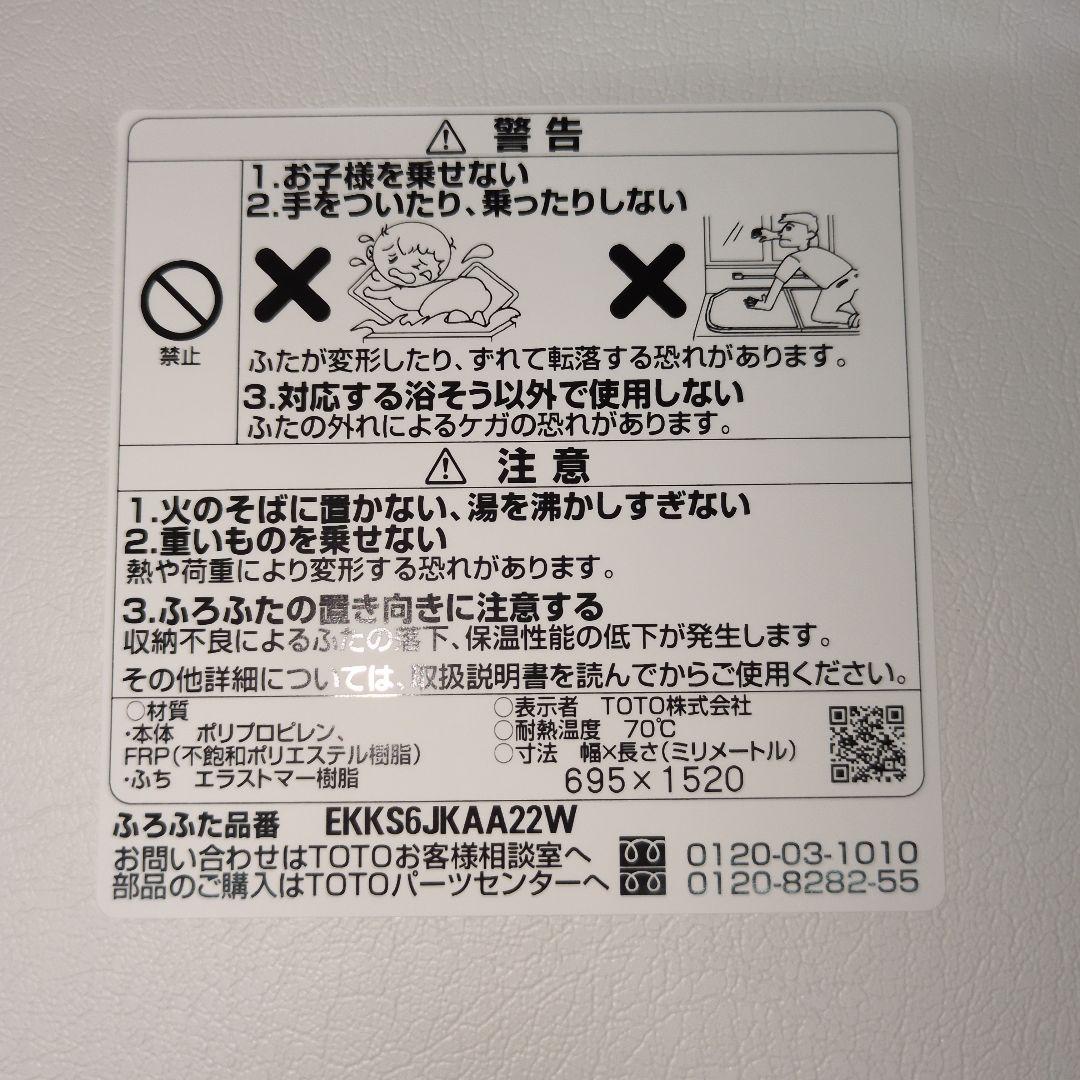 警告
1.お子様を乗せない
2.手をついたり、乗ったりしない
禁止
ふたが変形したり、ずれて転落する恐れがあります。
3.対応する浴そう以外で使用しない
ふたの外れによるケガの恐れがあります。
注意
1.火のそばに置かない、湯を沸かしすぎない
2.重いものを乗せない
熱や荷重により変形する恐れがあります。
3.ふろふたの置き向きに注意する
収納不良によるふたの落下、保温性能の低下が発生します。
その他詳細については、取扱説明書を読んでからご使用ください。
○材質
・本体 ポリプロピレン、
FRP(不飽和ポリエステル樹脂)
・ふち エラストマー樹脂
○表示者 TOTO株式会社
○耐熱温度 70℃
○寸法 幅×長さ(ミリメートル)
695×1520
ふろふた品番 EKKS6JKAA22W
お問い合わせはTOTOお客様相談室へ 0120-03-1010
部品のご購入はTOTOパーツセンターへ 0120-8282-55